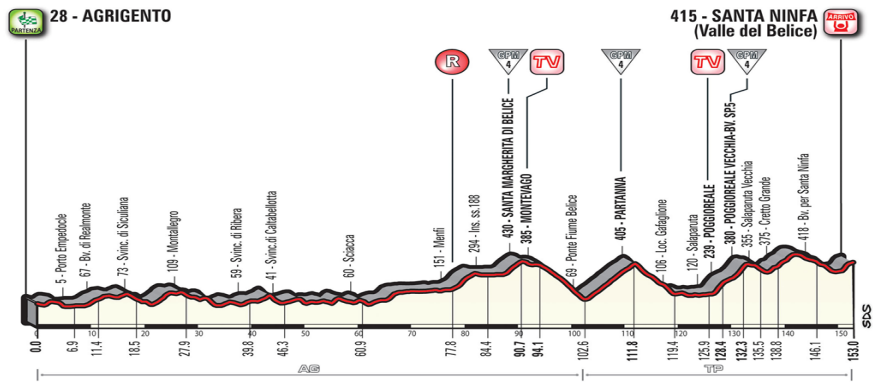 28 - AGRIGENTO
PARTENZA
415 - SANTA NINFA
(Valle del Belice)
ARRIVO
R
GPM
4
TV
GPM
4
TV
GPM
4
5 - Porto Empedocle
67 - Bv. di Realmonte
73 - Svinc. di Siculiana
109 - Montallegro
59 - Svinc. di Ribera
41 - Svinc.di Caltabellotta
60 - Sciacca
151 - Menfi
294 - Ins. ss.188
430 - SANTA MARGHERITA DI BELICE
385 - MONTEVAGO
69 - Ponte Fiume Belice
405 - PARTANNA
106 - Loc. Gafaglione
120 - Salaparuta
239 - POGGIOREALE
380 - POGGIOREALE VECCHIA-BV. SP.5
355 - Salaparuta Vecchia
375 - Cretto Grande
418 - Bv. per Santa Ninfa
0 10 20 30 40 50 60 70 80 90 100 110 120 130 140 150
0.0 6.9 11.4 18.5 27.9 39.8 46.3 60.9 77.8 84.4 90.7 94.1 102.6 111.8 119.4 125.9 128.4 132.3 135.5 138.8 146.1 153.0
SDS
AG TP